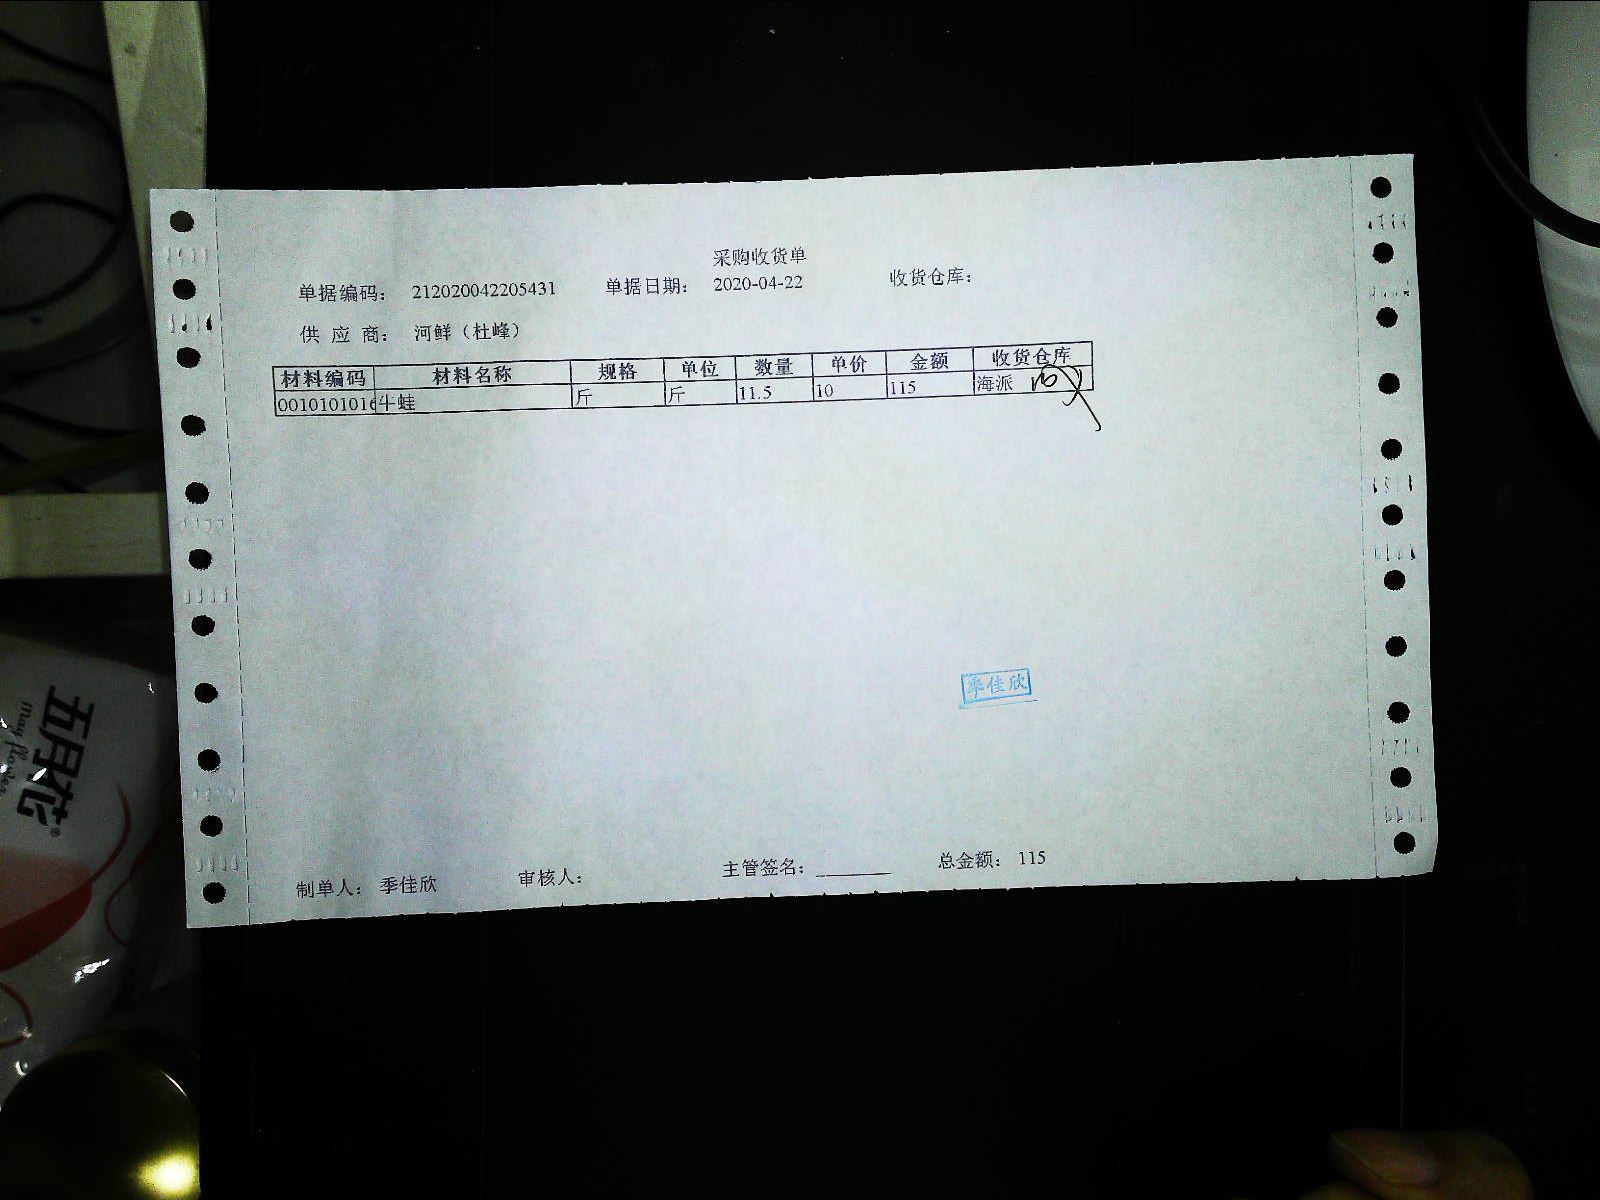 采购收货单
单据编码: 212020042205431 单据日期: 2020-04-22 收货仓库:
供应商: 河鲜（杜峰）
材料编码 材料名称 规格 单位 数量 单价 金额 收货仓库
0010101016 牛蛙 斤 斤 11.5 10 115 海派
季佳欣
制单人: 季佳欣 审核人: 主管签名: ________ 总金额: 115
五月花®
may flower